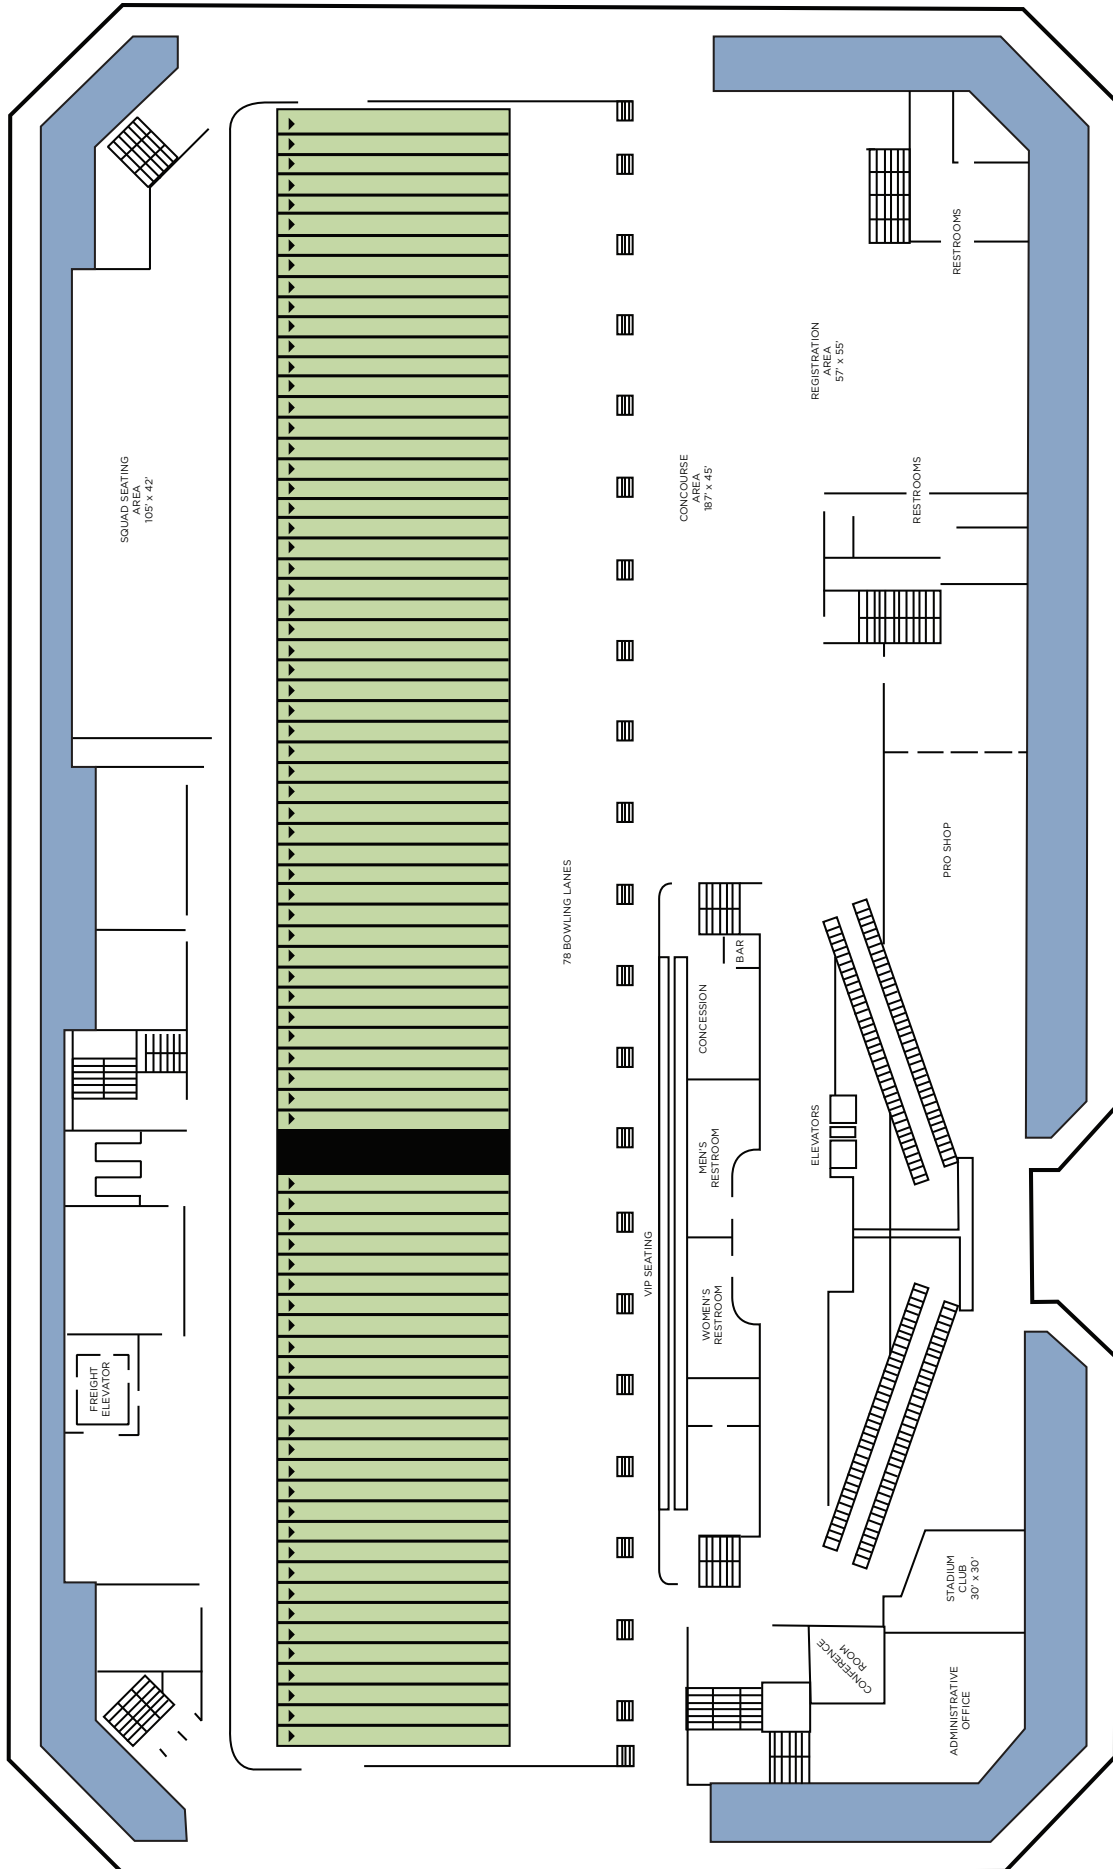 RESTROOMS
REGISTRATION
AREA
57' x 55'
SQUAD SEATING
AREA
105' x 42'
CONCOURSE
AREA
187' x 45'
RESTROOMS
PRO SHOP
78 BOWLING LANES
BAR
CONCESSION
ELEVATORS
MEN'S
RESTROOM
VIP SEATING
WOMEN'S
RESTROOM
FREIGHT
ELEVATOR
STADIUM
CLUB
30' x 30'
CONFERENCE
ROOM
ADMINISTRATIVE
OFFICE